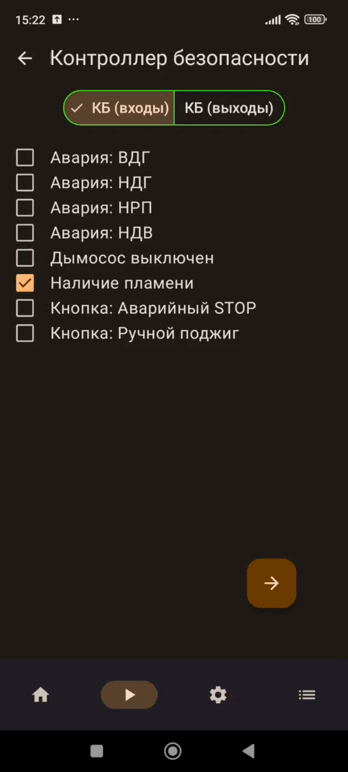 15:22
100
Контроллер безопасности
КБ (входы)
КБ (выходы)
Авария: ВДГ
Авария: НДГ
Авария: НРП
Авария: НДВ
Дымосос выключен
Наличие пламени
Кнопка: Аварийный STOP
Кнопка: Ручной поджиг